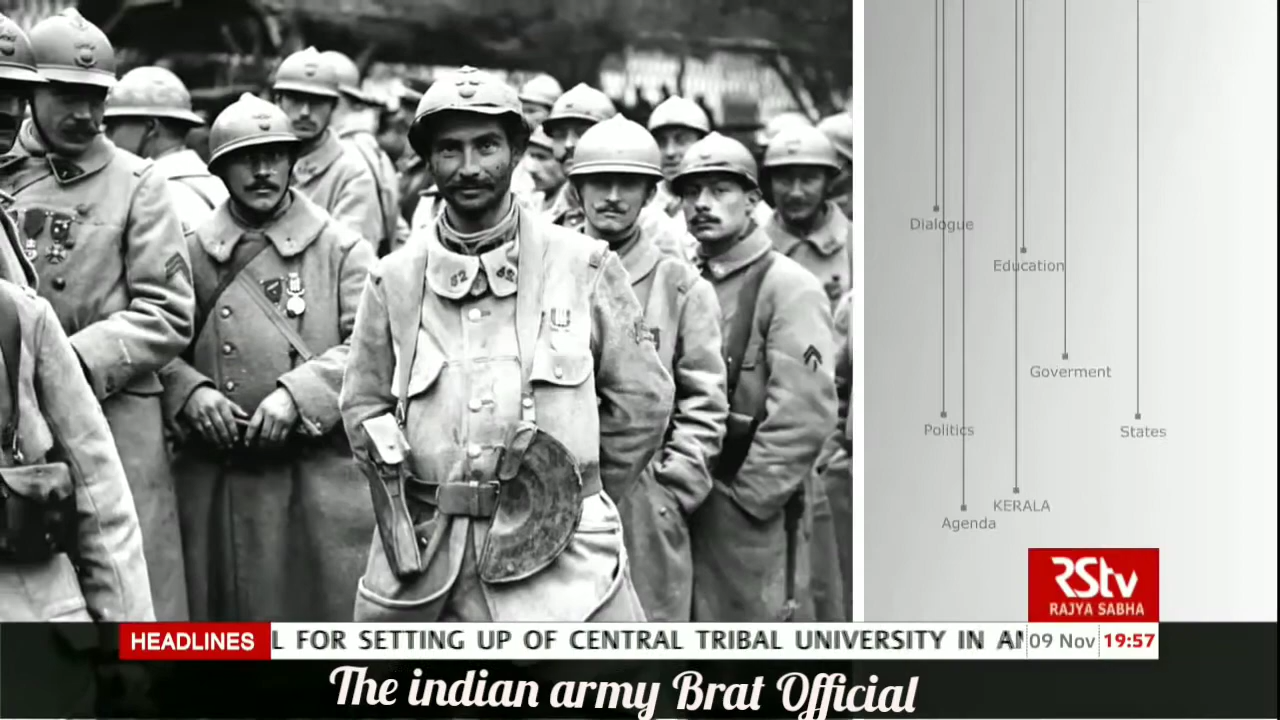 52
Dialogue
Education
Goverment
Politics
States
KERALA
Agenda
RStv
RAJYA SABHA
HEADLINES
L FOR SETTING UP OF CENTRAL TRIBAL UNIVERSITY IN
09 Nov 19:57
The indian army Brat Official